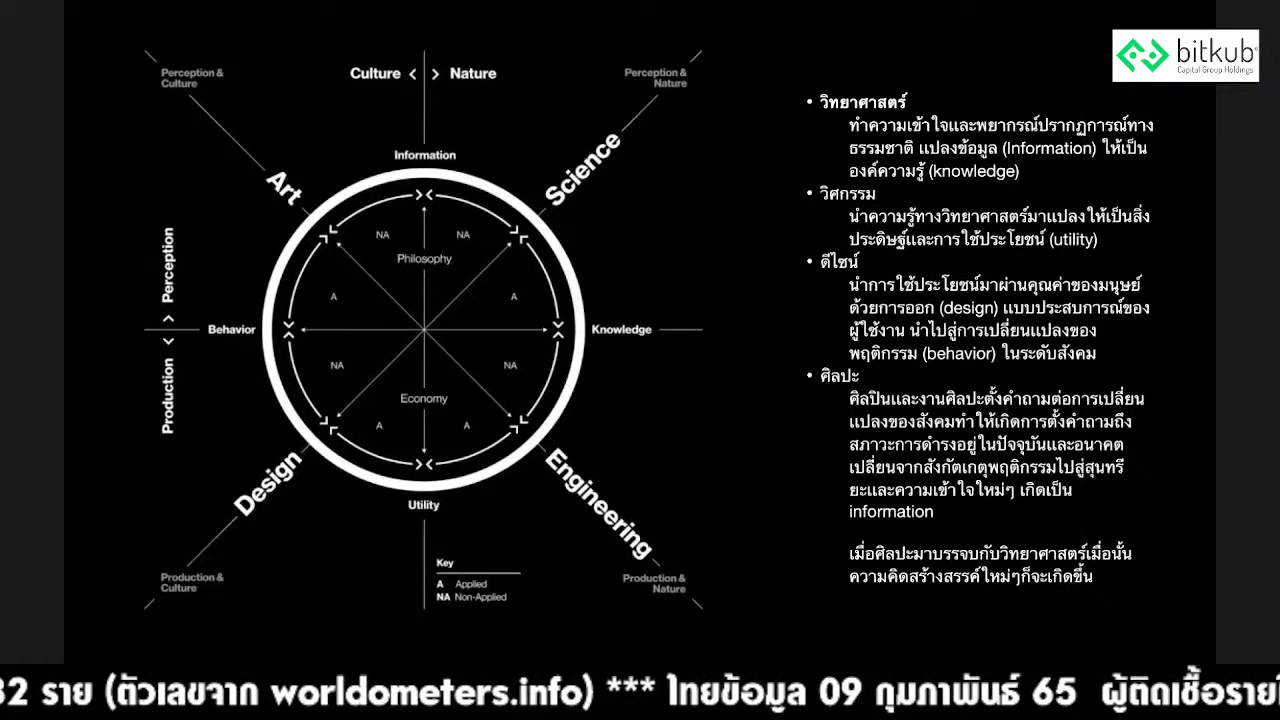 bitkub
Capital Group Holdings
Perception &
Culture
Culture < > Nature
Perception &
Nature
Art
Information
Science
NA
NA
Philosophy
A
A
Production < > Perception
Behavior
Knowledge
NA
NA
Economy
A
A
Design
Utility
Engineering
Production &
Culture
Key
A Applied
NA Non-Applied
Production &
Nature
• วิทยาศาสตร์
ทำความเข้าใจและพยากรณ์ปรากฏการณ์ทาง
ธรรมชาติ แปลงข้อมูล (Information) ให้เป็น
องค์ความรู้ (knowledge)
• วิศกรรม
นำความรู้ทางวิทยาศาสตร์มาแปลงให้เป็นสิ่ง
ประดิษฐ์และการใช้ประโยชน์ (utility)
• ดีไซน์
นำการใช้ประโยชน์มาผ่านคุณค่าของมนุษย์
ด้วยการออก (design) แบบประสบการณ์ของ
ผู้ใช้งาน นำไปสู่การเปลี่ยนแปลงของ
พฤติกรรม (behavior) ในระดับสังคม
• ศิลปะ
ศิลปินและงานศิลปะตั้งคำถามต่อการเปลี่ยน
แปลงของสังคมทำให้เกิดการตั้งคำถามถึง
สภาวะการดำรงอยู่ในปัจจุบันและอนาคต
เปลี่ยนจากสังกัตเกตุพฤติกรรมไปสู่สุนทรี
ยะและความเข้าใจใหม่ๆ เกิดเป็น
information
เมื่อศิลปะมาบรรจบกับวิทยาศาสตร์เมื่อนั้น
ความคิดสร้างสรรค์ใหม่ๆก็จะเกิดขึ้น
32 ราย (ตัวเลขจาก worldometers.info) *** ไทยข้อมูล 09 กุมภาพันธ์ 65 ผู้ติดเชื้อราย